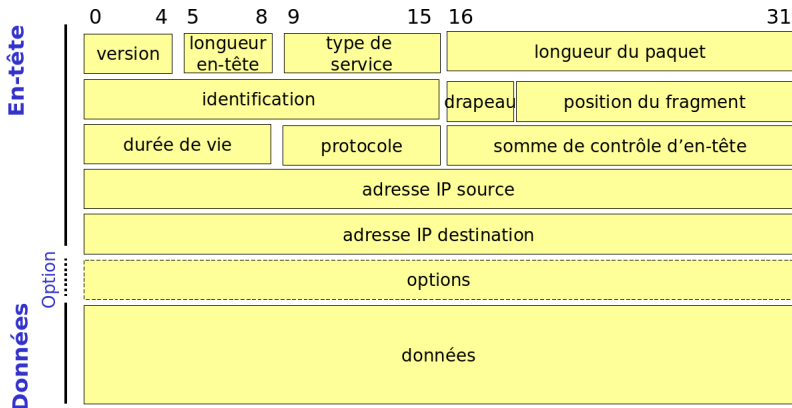 0 4 5 8 9 15 16 31
En-tête
version
longueur
en-tête
type de
service
longueur du paquet
identification
drapeau
position du fragment
durée de vie
protocole
somme de contrôle d’en-tête
adresse IP source
adresse IP destination
Option
options
Données
données